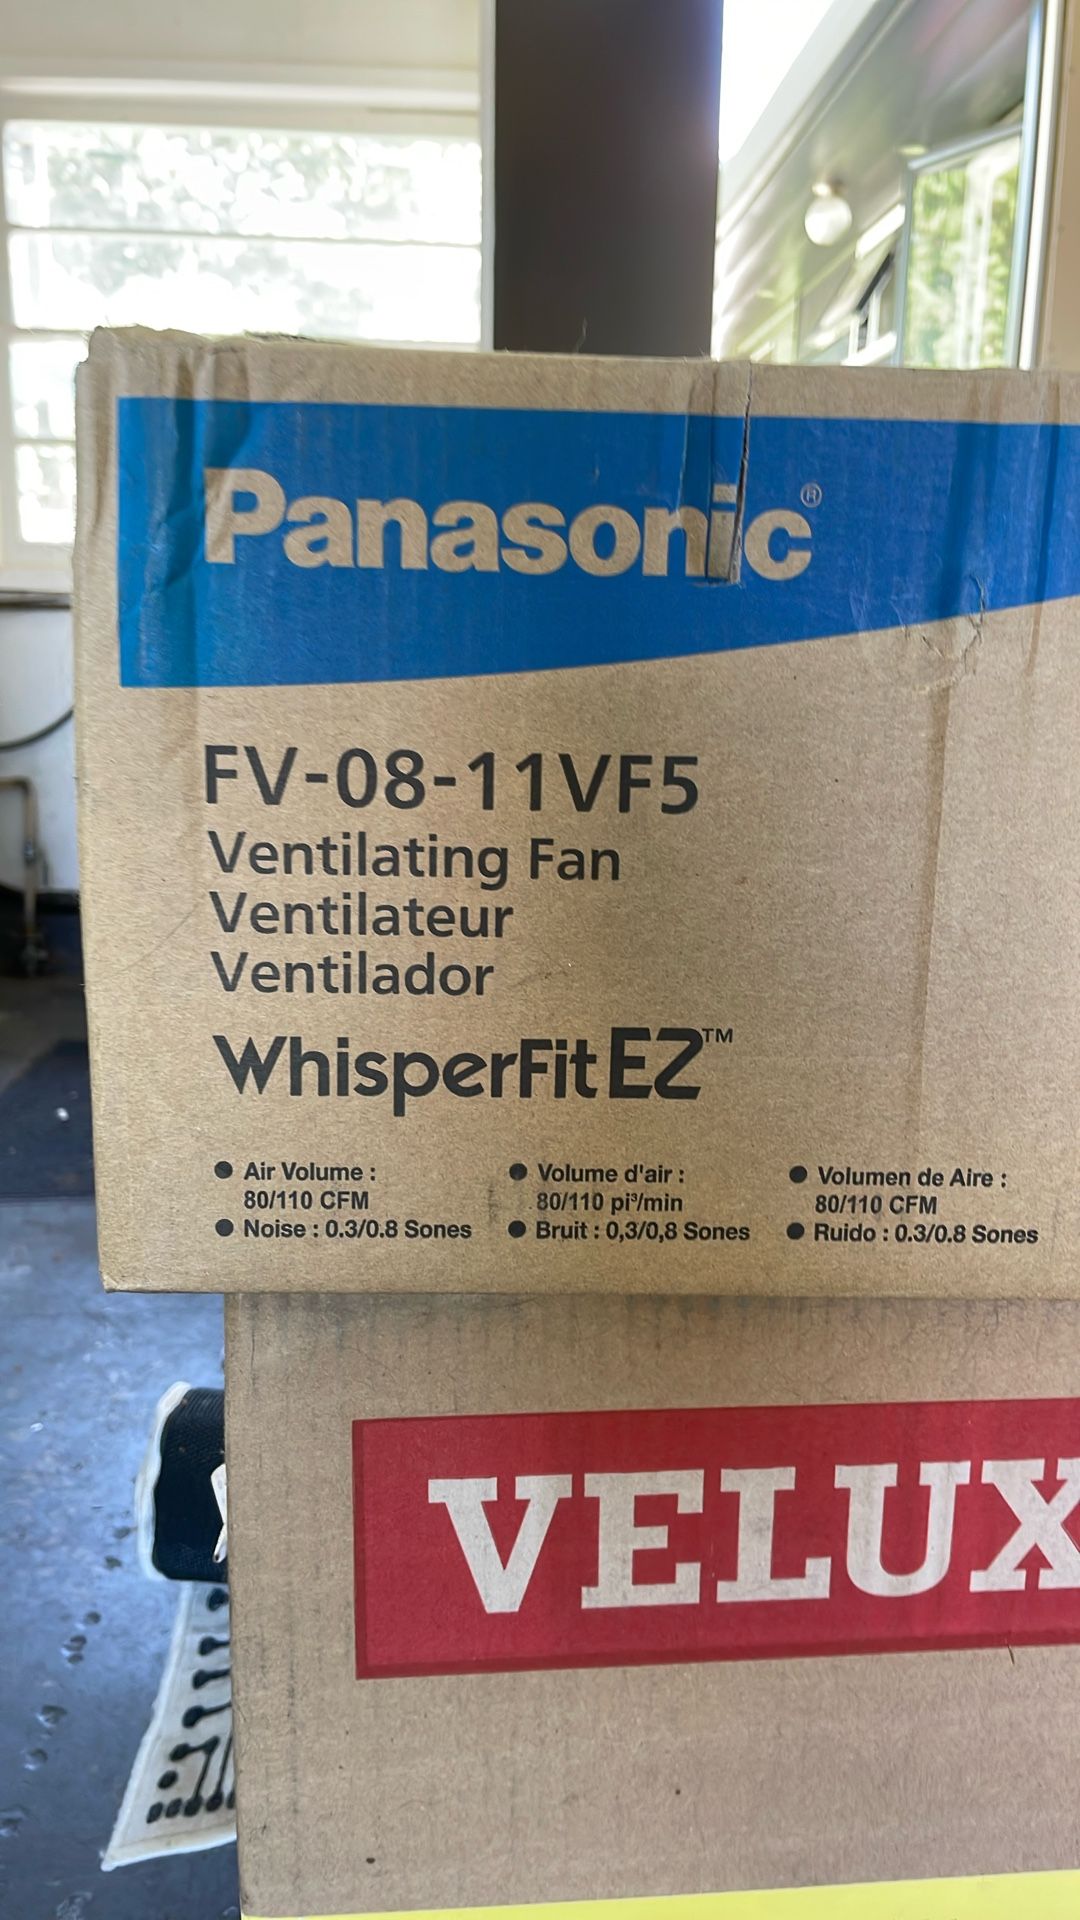 Panasonic®
FV-08-11VF5
Ventilating Fan
Ventilateur
Ventilador
WhisperFit EZ™
● Air Volume :
80/110 CFM
● Noise : 0.3/0.8 Sones
● Volume d'air :
80/110 pi³/min
● Bruit : 0,3/0,8 Sones
● Volumen de Aire :
80/110 CFM
● Ruido : 0.3/0.8 Sones
VELUX